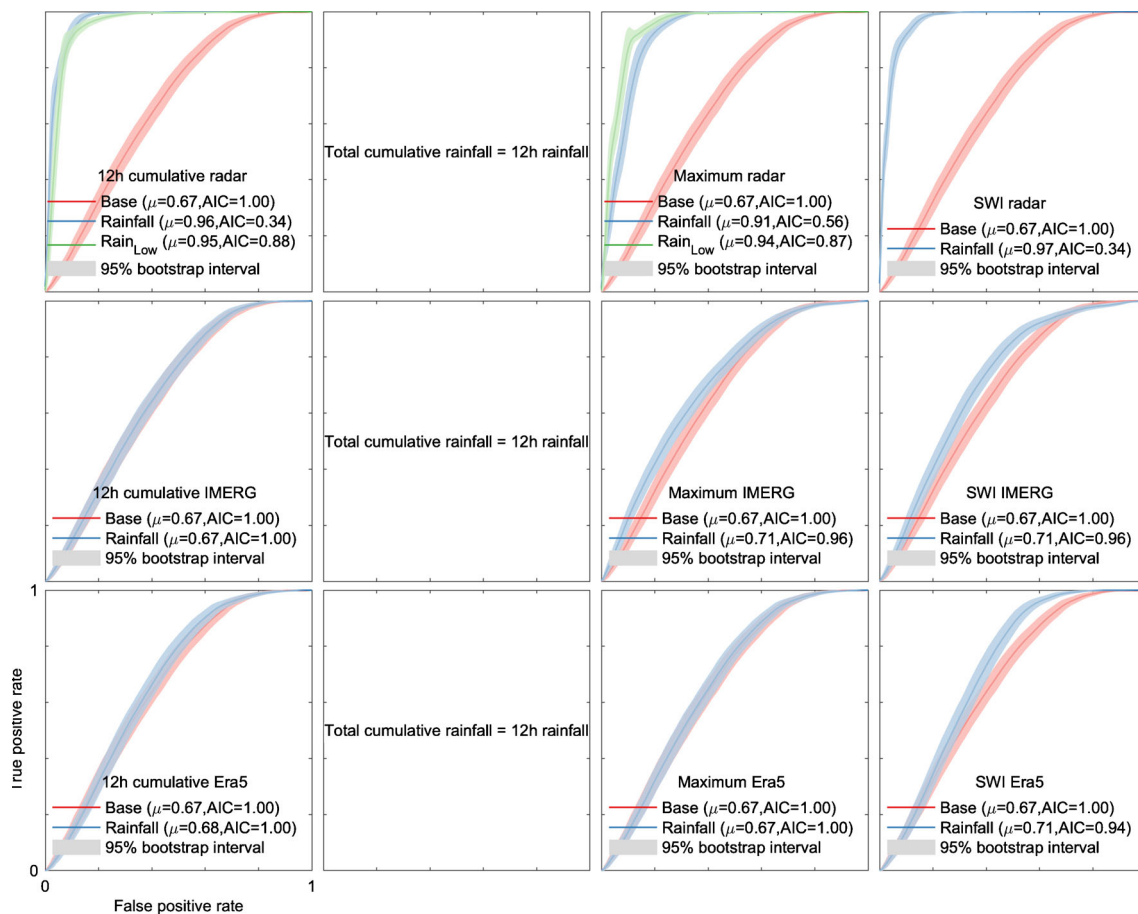 12h cumulative radar
Base (μ=0.67,AIC=1.00)
Rainfall (μ=0.96,AIC=0.34)
Rain_Low (μ=0.95,AIC=0.88)
95% bootstrap interval
Total cumulative rainfall = 12h rainfall
Maximum radar
Base (μ=0.67,AIC=1.00)
Rainfall (μ=0.91,AIC=0.56)
Rain_Low (μ=0.94,AIC=0.87)
95% bootstrap interval
SWI radar
Base (μ=0.67,AIC=1.00)
Rainfall (μ=0.97,AIC=0.34)
95% bootstrap interval
12h cumulative IMERG
Base (μ=0.67,AIC=1.00)
Rainfall (μ=0.67,AIC=1.00)
95% bootstrap interval
Total cumulative rainfall = 12h rainfall
Maximum IMERG
Base (μ=0.67,AIC=1.00)
Rainfall (μ=0.71,AIC=0.96)
95% bootstrap interval
SWI IMERG
Base (μ=0.67,AIC=1.00)
Rainfall (μ=0.71,AIC=0.96)
95% bootstrap interval
1
True positive rate
12h cumulative Era5
Base (μ=0.67,AIC=1.00)
Rainfall (μ=0.68,AIC=1.00)
95% bootstrap interval
0
0
1
False positive rate
Total cumulative rainfall = 12h rainfall
Maximum Era5
Base (μ=0.67,AIC=1.00)
Rainfall (μ=0.67,AIC=1.00)
95% bootstrap interval
SWI Era5
Base (μ=0.67,AIC=1.00)
Rainfall (μ=0.71,AIC=0.94)
95% bootstrap interval